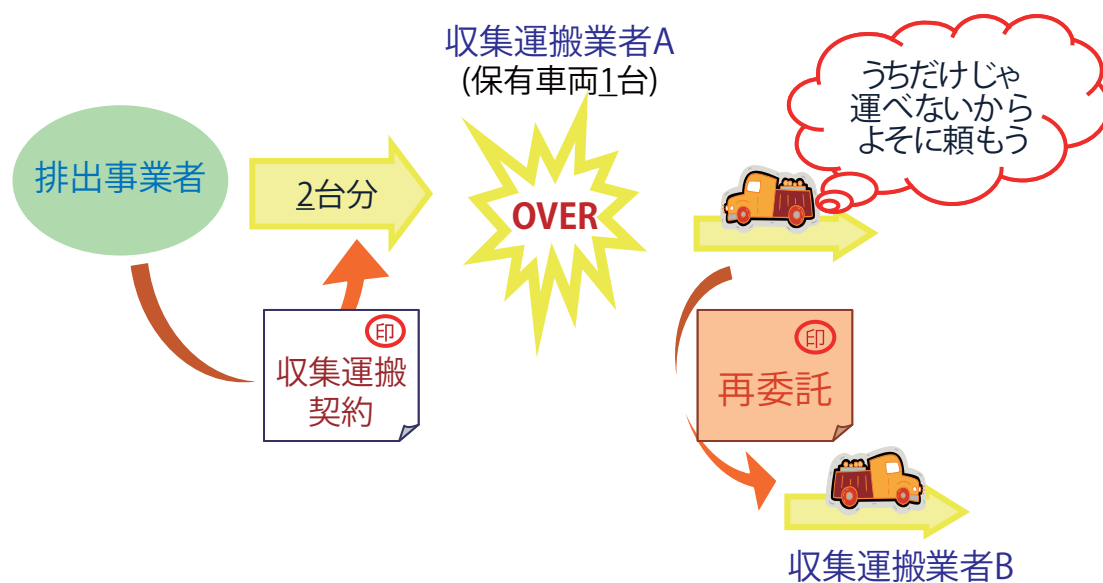 収集運搬業者A
(保有車両1台)
うちだけじゃ
運べないから
よそに頼もう
排出事業者
2台分
OVER
印
収集運搬
契約
印
再委託
収集運搬業者B